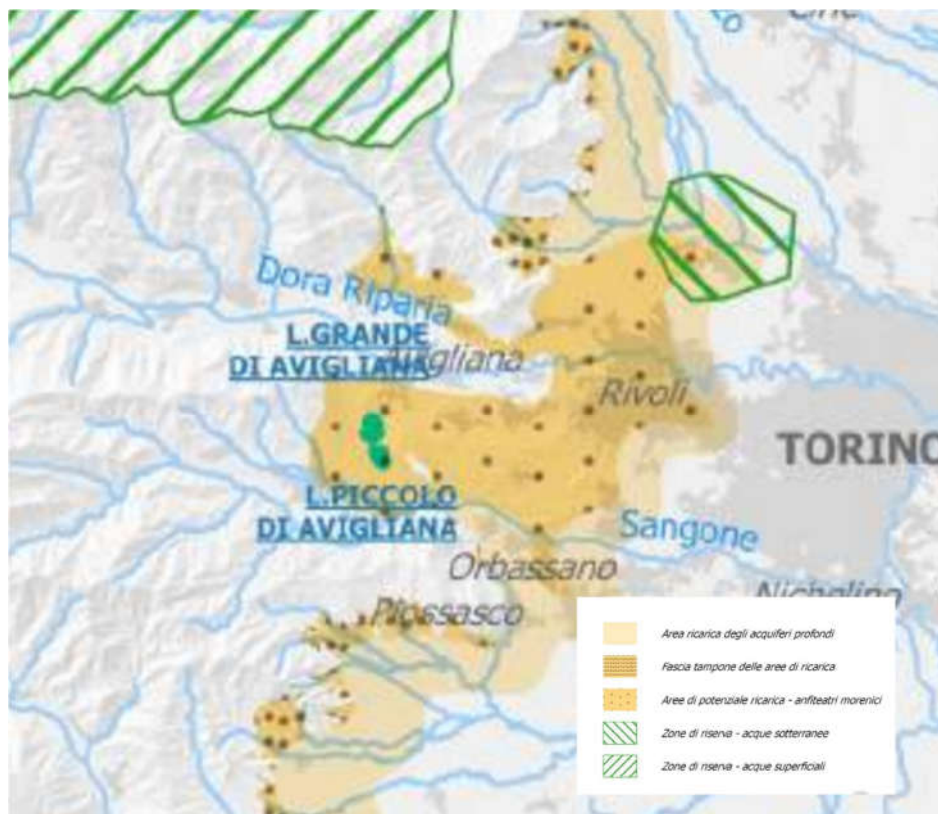 Ciriè
Dora Riparia
L.GRANDE
DI AVIGLIANA
Avigliana
Rivoli
TORINO
L.PICCOLO
DI AVIGLIANA
Sangone
Orbassano
Piossasco
Nichelino
Area ricarica degli acquiferi profondi
Fascia tampone delle aree di ricarica
Aree di potenziale ricarica - anfiteatri morenici
Zone di riserva - acque sotterranee
Zone di riserva - acque superficiali